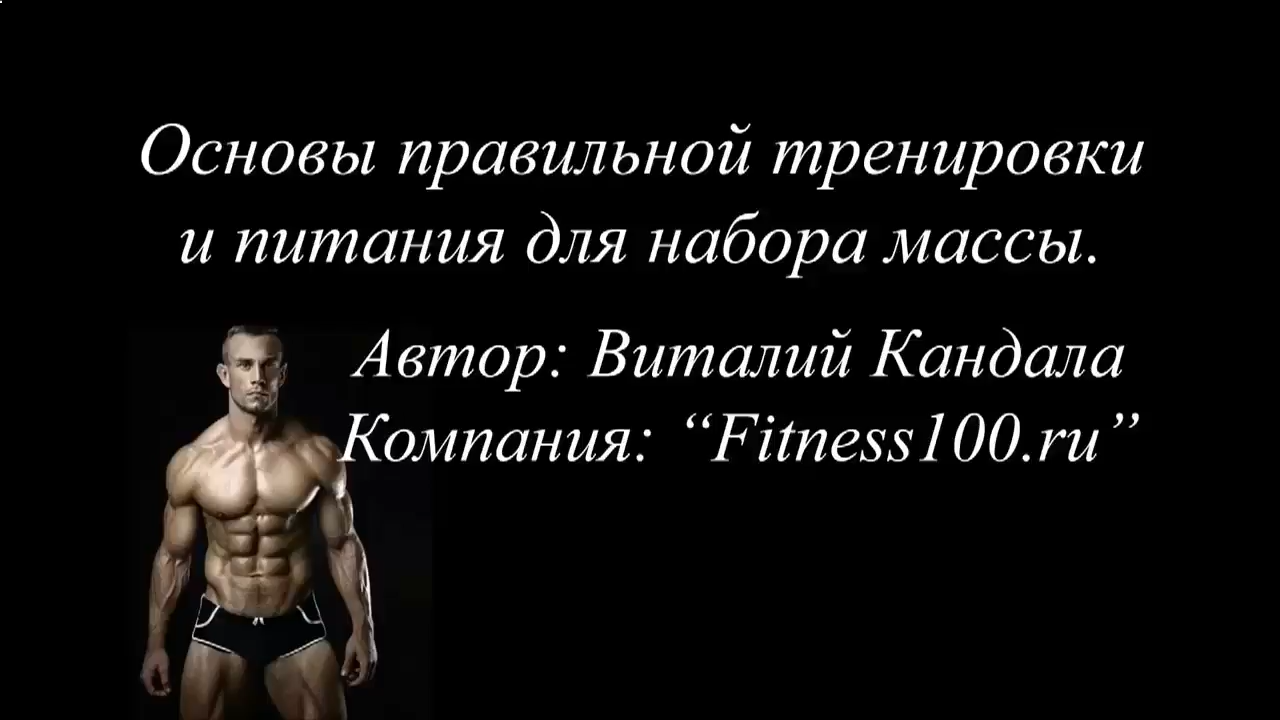 Основы правильной тренировки
и питания для набора массы.
Автор: Виталий Кандала
Компания: “Fitness100.ru”